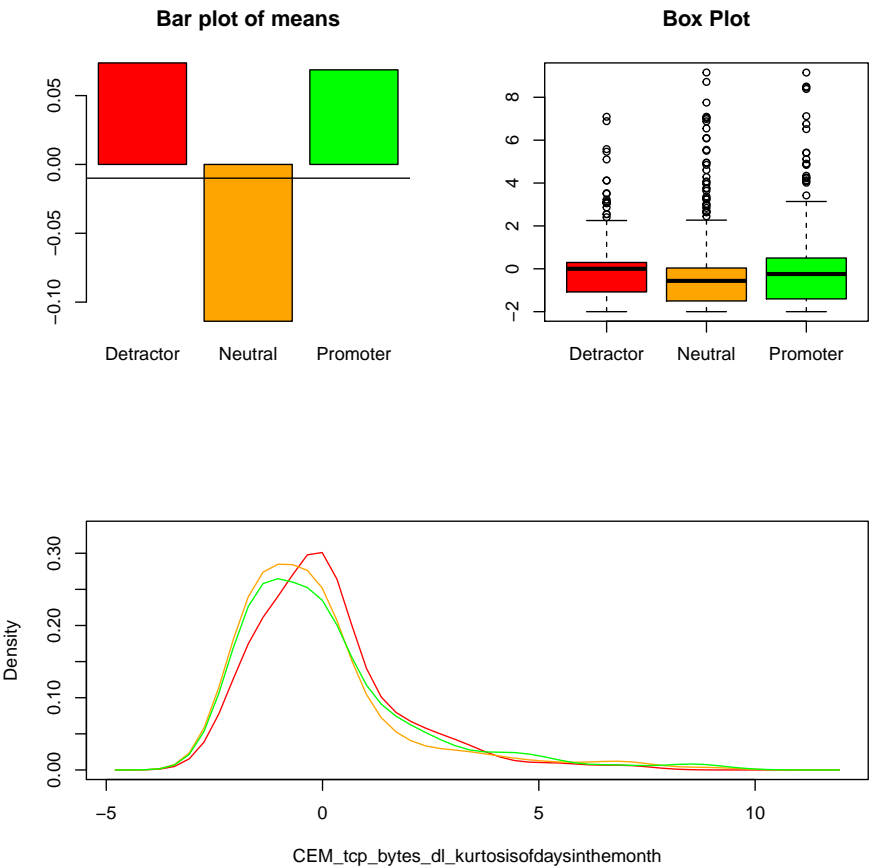 Bar plot of means
0.05
0.00
−0.05
−0.10
Detractor Neutral Promoter
Box Plot
8
6
4
2
0
−2
Detractor Neutral Promoter
Density
0.30
0.20
0.10
0.00
−5 0 5 10
CEM_tcp_bytes_dl_kurtosisofdaysinthemonth